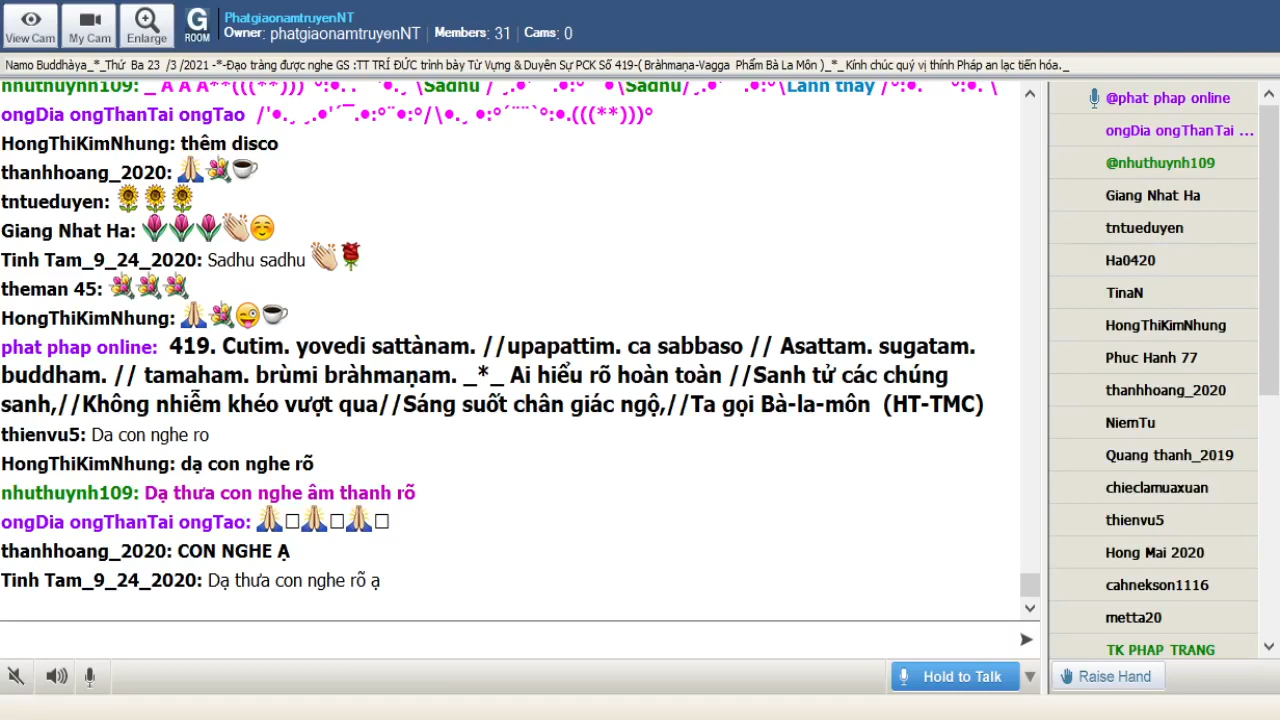 View Cam
My Cam
Enlarge
G
ROOM
PhatgiaonamtruyenNT
Owner: phatgiaonamtruyenNT | Members: 31 | Cams: 0
Namo Buddhàya_*_Thứ Ba 23 /3 /2021 -*-Đạo tràng được nghe GS :TT TRÍ ĐỨC trình bày Từ Vựng & Duyên Sự PCK Số 419-( Bràhmaṇa-Vagga Phẩm Bà La Môn )_*_ Kính chúc quý vị thính Pháp an lạc tiến hóa._
nhuthuynh109:
ongDia ongThanTai ongTao
HongThiKimNhung: thêm disco
thanhhoang_2020: 🙏💐☕
tntueduyen: 🌻🌻🌻
Giang Nhat Ha: 🌷🌷🌷👏☺️
Tinh Tam_9_24_2020: Sadhu sadhu 👏🌹
theman 45: 💐💐💐
HongThiKimNhung: 🙏💐😜☕
phat phap online: 419. Cutim. yovedi sattànam. //upapattim. ca sabbaso // Asattam. sugatam.
buddham. // tamaham. brùmi bràhmaṇam. _*_ Ai hiểu rõ hoàn toàn //Sanh tử các chúng
sanh,//Không nhiễm khéo vượt qua//Sáng suốt chân giác ngộ,//Ta gọi Bà-la-môn (HT-TMC)
thienvu5: Da con nghe ro
HongThiKimNhung: dạ con nghe rõ
nhuthuynh109: Dạ thưa con nghe âm thanh rõ
ongDia ongThanTai ongTao: 🙏□🙏□🙏□
thanhhoang_2020: CON NGHE Ạ
Tinh Tam_9_24_2020: Dạ thưa con nghe rõ ạ
@phat phap online
ongDia ongThanTai ...
@nhuthuynh109
Giang Nhat Ha
tntueduyen
Ha0420
TinaN
HongThiKimNhung
Phuc Hanh 77
thanhhoang_2020
NiemTu
Quang thanh_2019
chieclamuaxuan
thienvu5
Hong Mai 2020
cahnekson1116
metta20
TK PHAP TRANG
Hold to Talk
Raise Hand